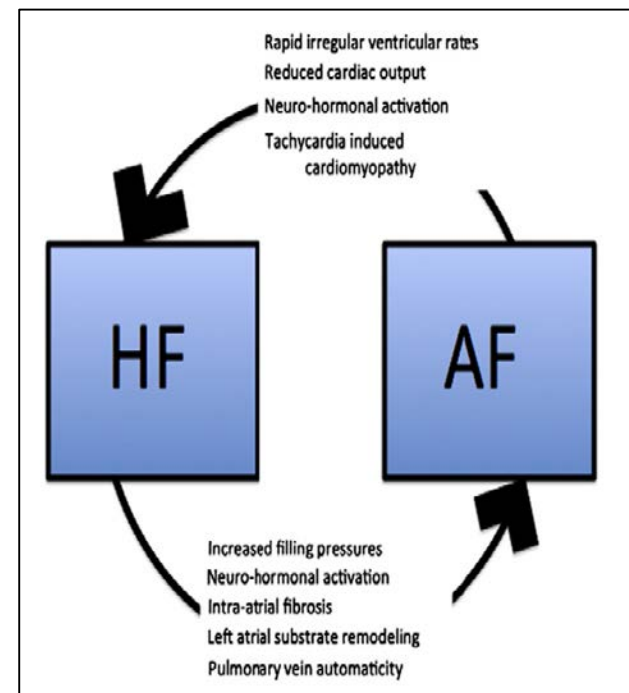 Rapid irregular ventricular rates
Reduced cardiac output
Neuro-hormonal activation
Tachycardia induced
cardiomyopathy
HF
AF
Increased filling pressures
Neuro-hormonal activation
Intra-atrial fibrosis
Left atrial substrate remodeling
Pulmonary vein automaticity